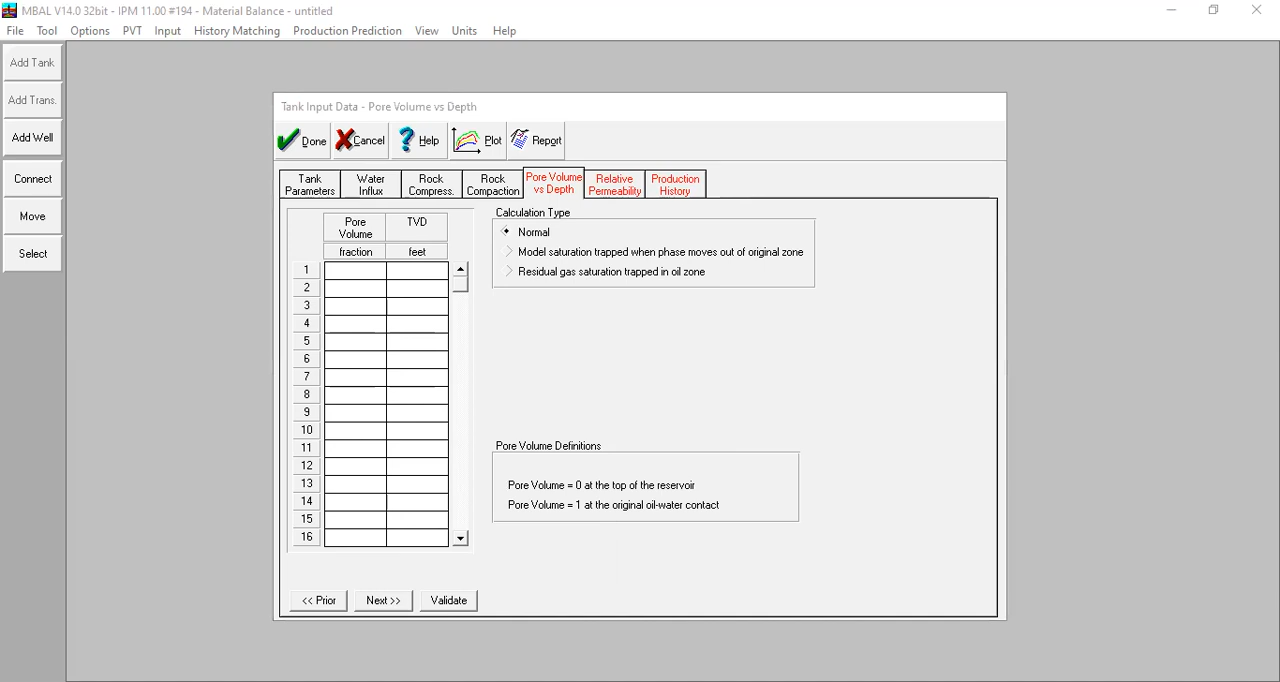 MBAL V14.0 32bit - IPM 11.00 #194 - Material Balance - untitled
File Tool Options PVT Input History Matching Production Prediction View Units Help
Add Tank
Add Trans.
Add Well
Connect
Move
Select
Tank Input Data - Pore Volume vs Depth
Done Cancel Help Plot Report
Tank Parameters
Water Influx
Rock Compress.
Rock Compaction
Pore Volume vs Depth
Relative Permeability
Production History
Pore Volume
TVD
fraction feet
1
2
3
4
5
6
7
8
9
10
11
12
13
14
15
16
Calculation Type
Normal
Model saturation trapped when phase moves out of original zone
Residual gas saturation trapped in oil zone
Pore Volume Definitions
Pore Volume = 0 at the top of the reservoir
Pore Volume = 1 at the original oil-water contact
<< Prior Next >> Validate